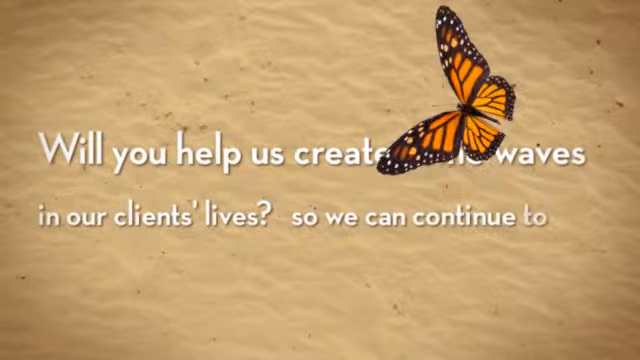 Will you help us create waves
in our clients' lives? so we can continue to